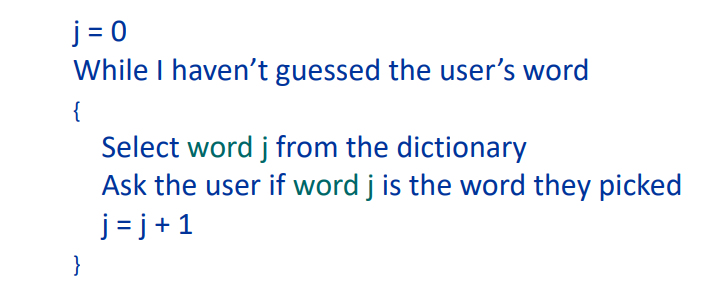 j = 0
While I haven’t guessed the user’s word
{
Select word j from the dictionary
Ask the user if word j is the word they picked
j = j + 1
}